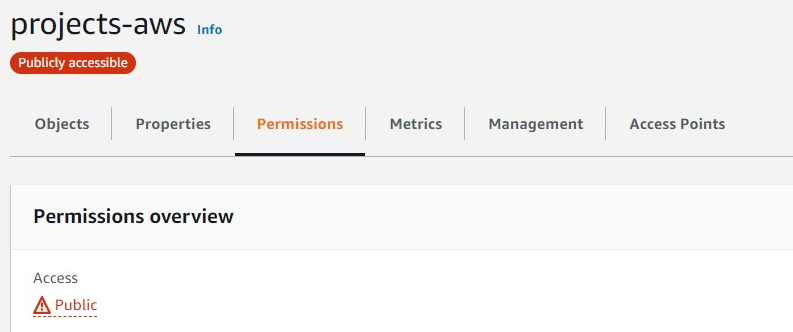 projects-aws Info
Publicly accessible
Objects Properties Permissions Metrics Management Access Points
Permissions overview
Access
Public